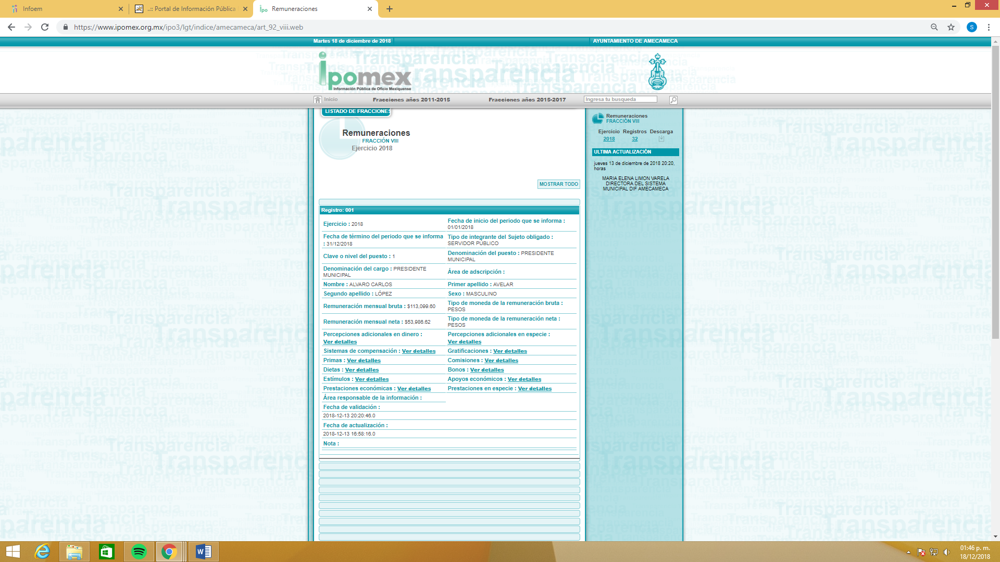 Infoem
..:: Portal de Información Pública
Remuneraciones
https://www.ipomex.org.mx/ipo3/lgt/indice/amecameca/art_92_viii.web
S
Martes 18 de diciembre de 2018
AYUNTAMIENTO DE AMECAMECA
ipomex
Información Pública de Oficio Mexiquense
Transparencia
Inicio
Fracciones años 2011-2015
Fracciones años 2015-2017
Ingresa tu busqueda
LISTADO DE FRACCIONES
Remuneraciones
FRACCIÓN VIII
Ejercicio 2018
MOSTRAR TODO
Registro: 001
Ejercicio : 2018
Fecha de inicio del periodo que se informa :
01/01/2018
Fecha de término del periodo que se informa
: 31/12/2018
Tipo de integrante del Sujeto obligado :
SERVIDOR PÚBLICO
Clave o nivel del puesto : 1
Denominación del puesto : PRESIDENTE
MUNICIPAL
Denominación del cargo : PRESIDENTE
MUNICIPAL
Área de adscripción :
Nombre : ALVARO CARLOS
Primer apellido : AVELAR
Segundo apellido : LÓPEZ
Sexo : MASCULINO
Remuneración mensual bruta : $113,099.60
Tipo de moneda de la remuneración bruta :
PESOS
Remuneración mensual neta : $53,986.62
Tipo de moneda de la remuneración neta :
PESOS
Percepciones adicionales en dinero :
Ver detalles
Percepciones adicionales en especie :
Ver detalles
Sistemas de compensación : Ver detalles
Gratificaciones : Ver detalles
Primas : Ver detalles
Comisiones : Ver detalles
Dietas : Ver detalles
Bonos : Ver detalles
Estímulos : Ver detalles
Apoyos económicos : Ver detalles
Prestaciones económicas : Ver detalles
Prestaciones en especie : Ver detalles
Área responsable de la información :
Fecha de validación :
2018-12-13 20:20:46.0
Fecha de actualización :
2018-12-13 16:58:16.0
Nota :
Remuneraciones
FRACCIÓN VIII
Ejercicio Registros Descarga
2018 32
ULTIMA ACTUALIZACIÓN
jueves 13 de diciembre de 2018 20:20,
horas
MARIA ELENA LIMON VARELA
DIRECTORA DEL SISTEMA
MUNICIPAL DIF AMECAMECA
01:46 p. m.
18/12/2018